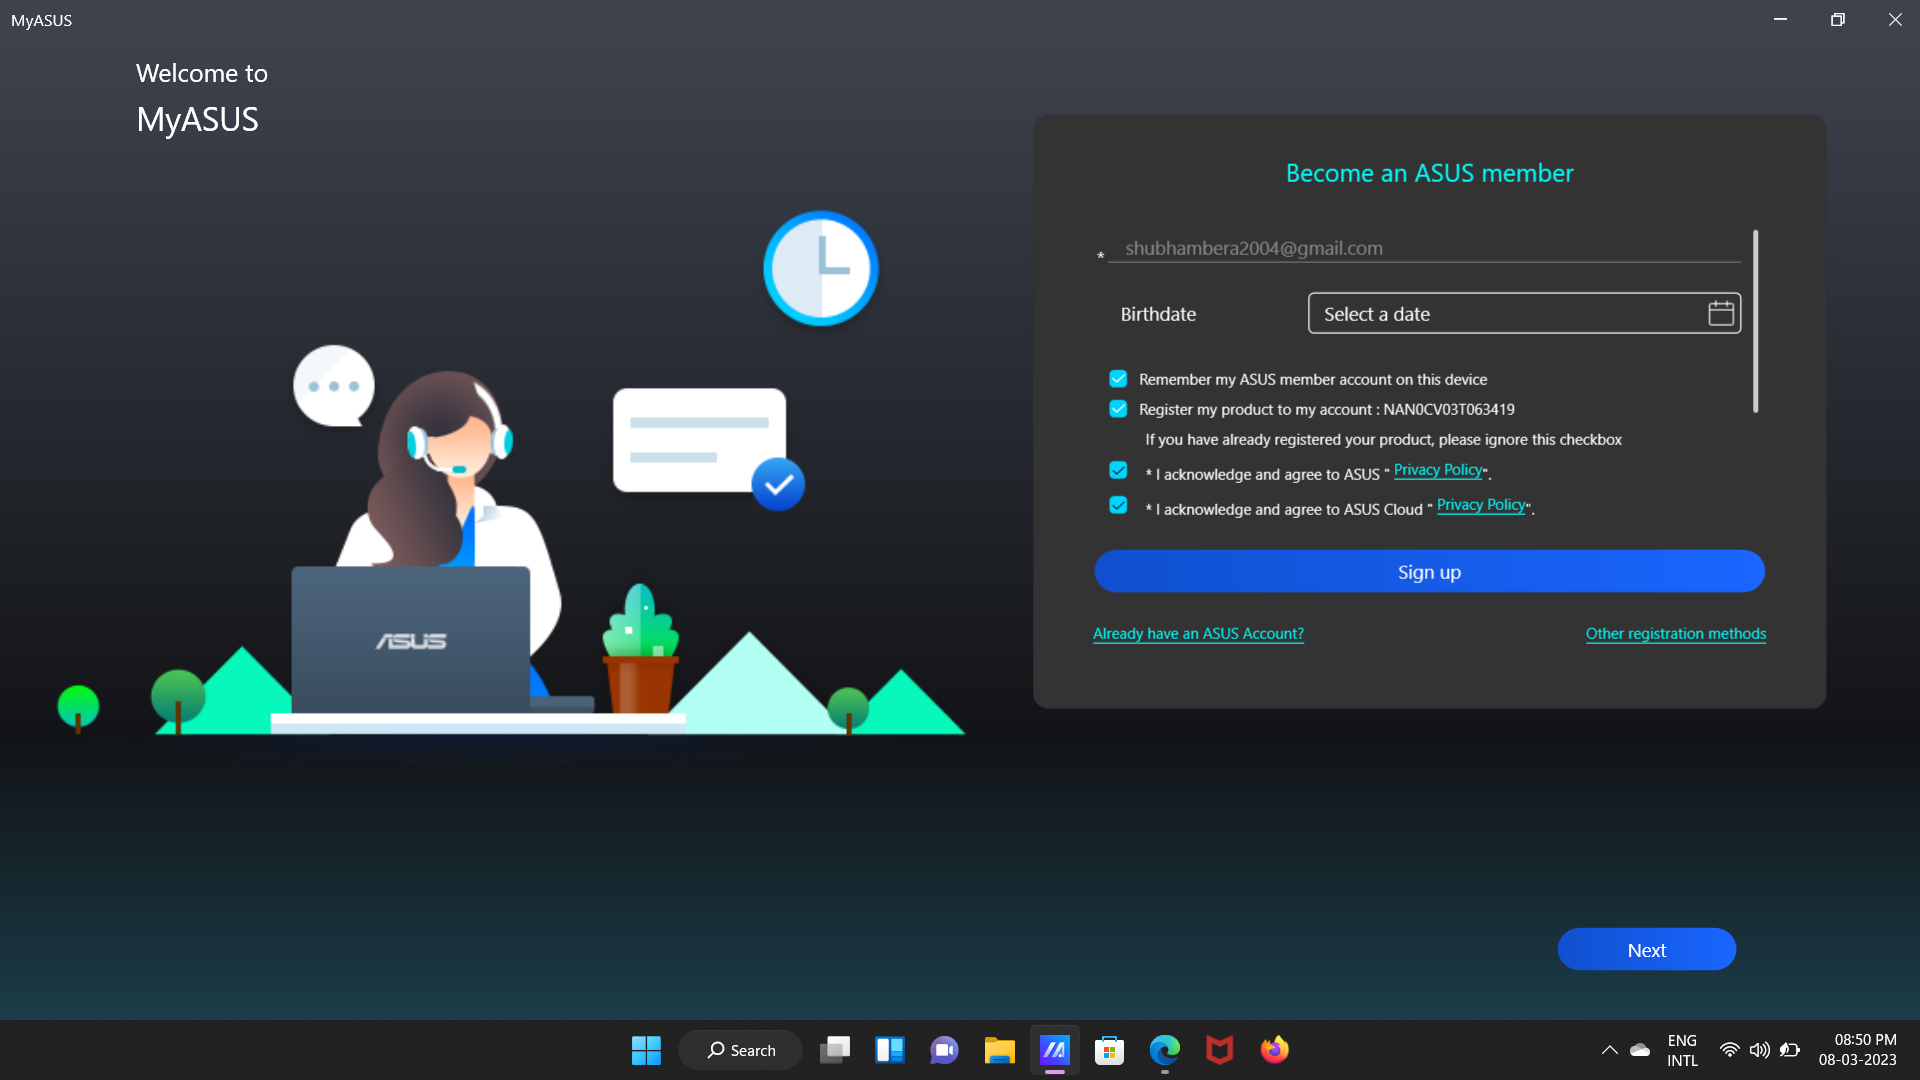 MyASUS
Welcome to
MyASUS
Become an ASUS member
* shubhambera2004@gmail.com
Birthdate Select a date
Remember my ASUS member account on this device
Register my product to my account : NAN0CV03T063419
If you have already registered your product, please ignore this checkbox
* I acknowledge and agree to ASUS " Privacy Policy".
* I acknowledge and agree to ASUS Cloud " Privacy Policy".
Sign up
Already have an ASUS Account? Other registration methods
ASUS
Next
Search
ENG
INTL
08:50 PM
08-03-2023